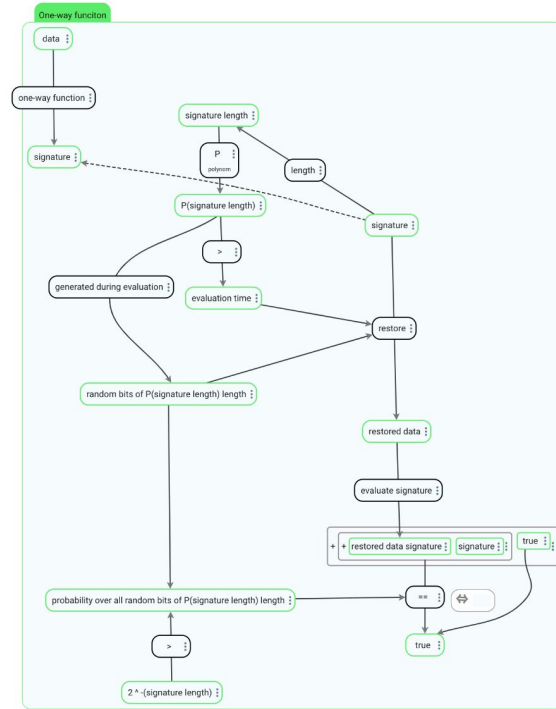 One-way funciton
data
one-way function
signature length
signature
P
polynom
length
P(signature length)
signature
>
generated during evaluation
evaluation time
restore
random bits of P(signature length) length
restored data
evaluate signature
+ + restored data signature signature true
probability over all random bits of P(signature length) length
==
⇔
>
true
2 ^ -(signature length)